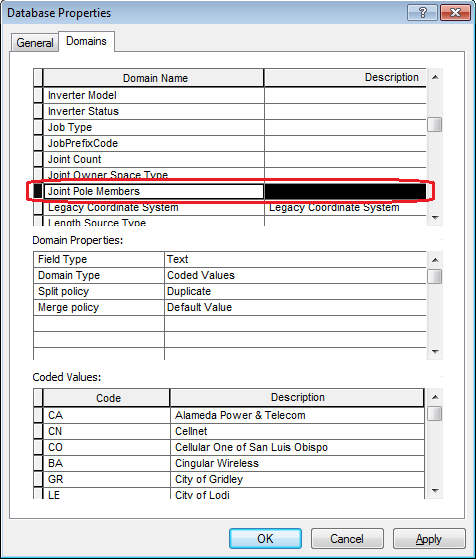 Database Properties
General Domains
Domain Name Description
Inverter Model
Inverter Status
Job Type
JobPrefixCode
Joint Count
Joint Owner Space Type
Joint Pole Members
Legacy Coordinate System Legacy Coordinate System
Length Source Type
Domain Properties:
Field Type Text
Domain Type Coded Values
Split policy Duplicate
Merge policy Default Value
Coded Values:
Code Description
CA Alameda Power & Telecom
CN Cellnet
CO Cellular One of San Luis Obispo
BA Cingular Wireless
GR City of Gridley
LE City of Lodi
OK Cancel Apply